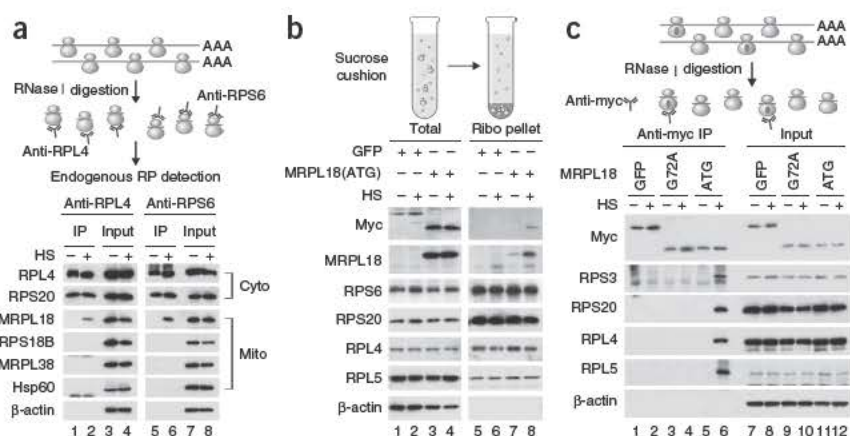 a
AAA
AAA
RNase I digestion
Anti-RPS6
Anti-RPL4
Endogenous RP detection
Anti-RPL4 Anti-RPS6
IP Input IP Input
HS − + − + − + − +
RPL4
RPS20
Cyto
MRPL18
RPS18B
MRPL38
Hsp60
Mito
β-actin
1 2 3 4 5 6 7 8
b
Sucrose
cushion
Total Ribo pellet
GFP + + − − + + − −
MRPL18(ATG) − − + + − − + +
HS − + − + − + − +
Myc
MRPL18
RPS6
RPS20
RPL4
RPL5
β-actin
1 2 3 4 5 6 7 8
c
AAA
AAA
RNase I digestion
Anti-myc
Anti-myc IP Input
MRPL18 GFP G72A ATG GFP G72A ATG
HS − + − + − + − + − + − +
Myc
RPS3
RPS20
RPL4
RPL5
β-actin
1 2 3 4 5 6 7 8 9 10 11 12